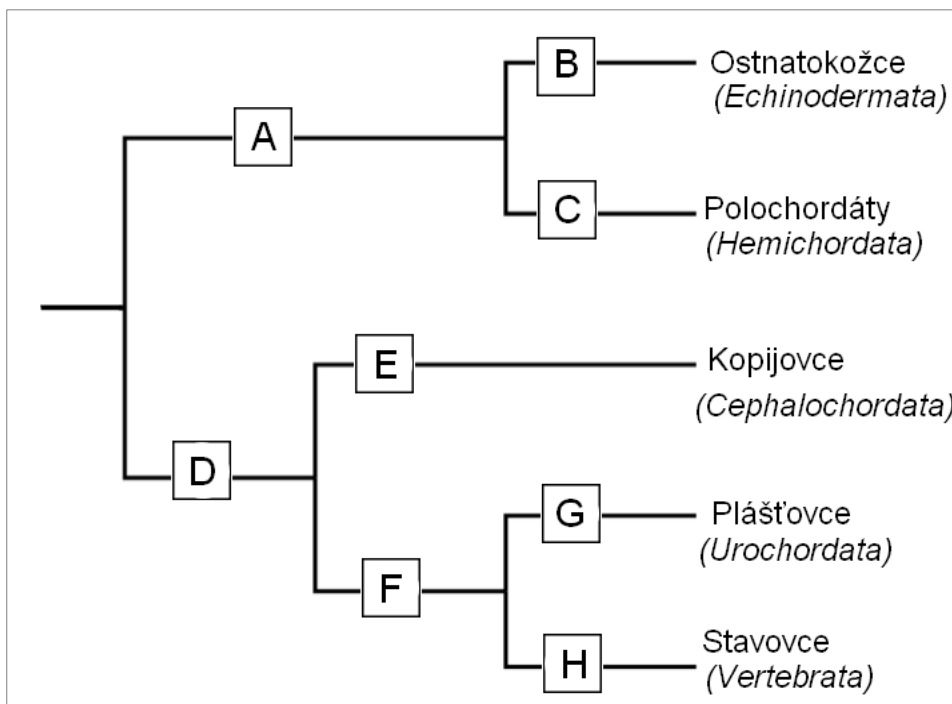 B
Ostnatokožce
(Echinodermata)
A
C
Polochordáty
(Hemichordata)
E
Kopijovce
(Cephalochordata)
D
G
Plášťovce
(Urochordata)
F
H
Stavovce
(Vertebrata)